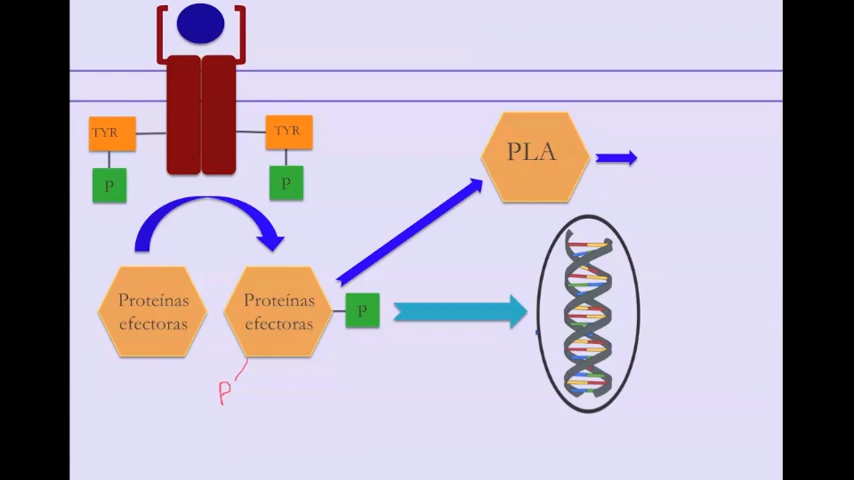 TYR
TYR
P
P
PLA
Proteínas
efectoras
Proteínas
efectoras
P
P